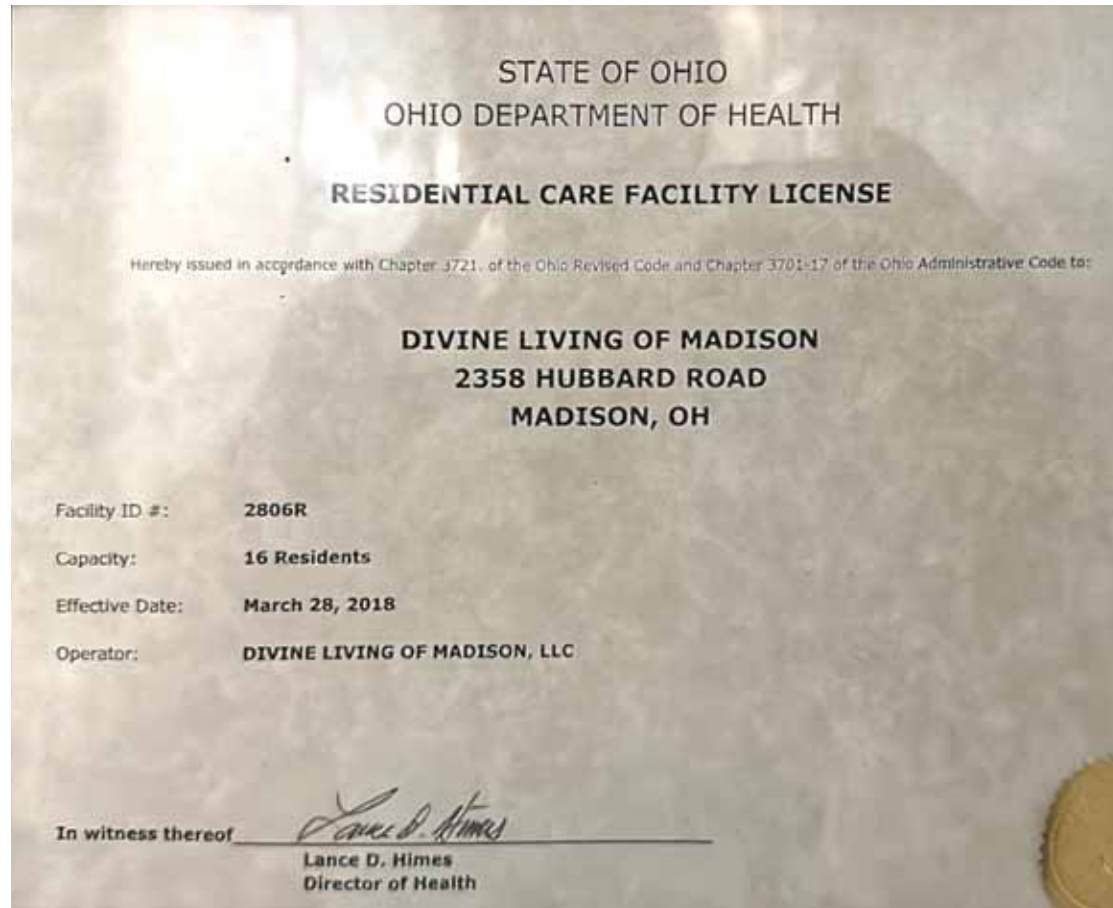 STATE OF OHIO
OHIO DEPARTMENT OF HEALTH
RESIDENTIAL CARE FACILITY LICENSE
Hereby issued in accordance with Chapter 3721. of the Ohio Revised Code and Chapter 3701-17 of the Ohio Administrative Code to:
DIVINE LIVING OF MADISON
2358 HUBBARD ROAD
MADISON, OH
Facility ID #: 2806R
Capacity: 16 Residents
Effective Date: March 28, 2018
Operator: DIVINE LIVING OF MADISON, LLC
In witness thereof Lance D. Himes
Lance D. Himes
Director of Health